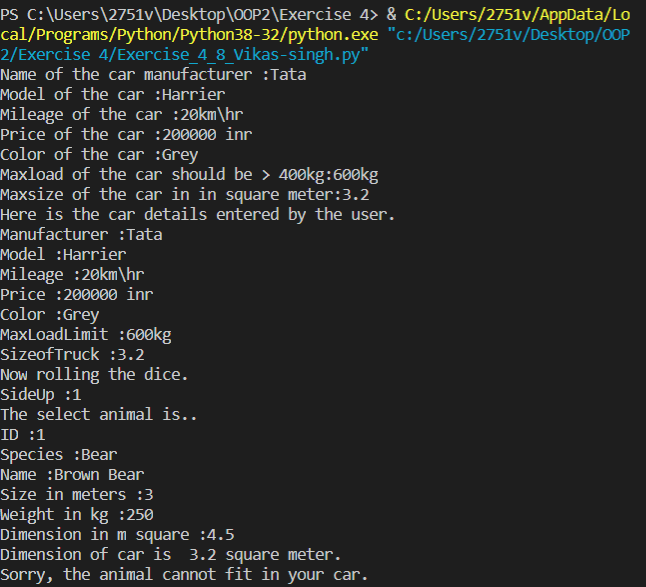 PS C:\Users\2751v\Desktop\OOP2\Exercise 4> & C:/Users/2751v/AppData/Lo
cal/Programs/Python/Python38-32/python.exe "c:/Users/2751v/Desktop/OOP
2/Exercise 4/Exercise_4_8_Vikas-singh.py"
Name of the car manufacturer :Tata
Model of the car :Harrier
Mileage of the car :20km\hr
Price of the car :200000 inr
Color of the car :Grey
Maxload of the car should be > 400kg:600kg
Maxsize of the car in in square meter:3.2
Here is the car details entered by the user.
Manufacturer :Tata
Model :Harrier
Mileage :20km\hr
Price :200000 inr
Color :Grey
MaxLoadLimit :600kg
SizeofTruck :3.2
Now rolling the dice.
SideUp :1
The select animal is..
ID :1
Species :Bear
Name :Brown Bear
Size in meters :3
Weight in kg :250
Dimension in m square :4.5
Dimension of car is  3.2 square meter.
Sorry, the animal cannot fit in your car.